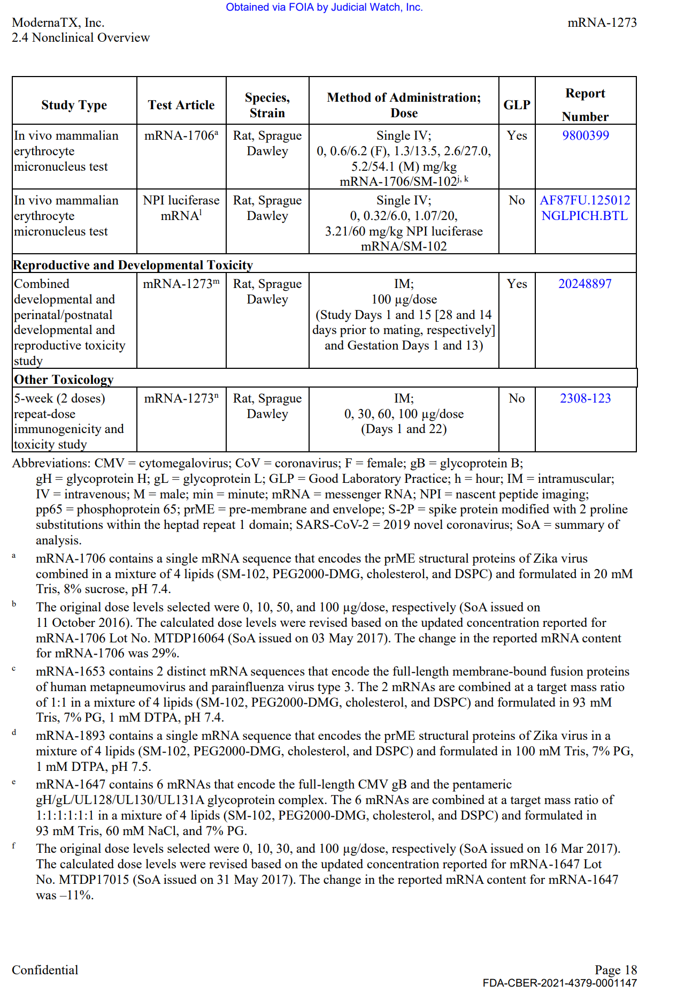 Obtained via FOIA by Judicial Watch, Inc.
ModernaTX, Inc. mRNA-1273
2.4 Nonclinical Overview
Study Type Test Article Species, Strain Method of Administration; Dose GLP Report Number
In vivo mammalian erythrocyte micronucleus test
mRNA-1706ᵃ
Rat, Sprague Dawley
Single IV;
0, 0.6/6.2 (F), 1.3/13.5, 2.6/27.0,
5.2/54.1 (M) mg/kg
mRNA-1706/SM-102ʲ, ᵏ
Yes
9800399
In vivo mammalian
erythrocyte
micronucleus test
NPI luciferase
mRNAˡ
Rat, Sprague
Dawley
Single IV;
0, 0.32/6.0, 1.07/20,
3.21/60 mg/kg NPI luciferase
mRNA/SM-102
No
AF87FU.125012
NGLPICH.BTL
Reproductive and Developmental Toxicity
Combined
developmental and
perinatal/postnatal
developmental and
reproductive toxicity
study
mRNA-1273ᵐ
Rat, Sprague
Dawley
IM;
100 µg/dose
(Study Days 1 and 15 [28 and 14
days prior to mating, respectively]
and Gestation Days 1 and 13)
Yes
20248897
Other Toxicology
5-week (2 doses)
repeat-dose
immunogenicity and
toxicity study
mRNA-1273ⁿ
Rat, Sprague
Dawley
IM;
0, 30, 60, 100 µg/dose
(Days 1 and 22)
No
2308-123
Abbreviations: CMV = cytomegalovirus; CoV = coronavirus; F = female; gB = glycoprotein B;
gH = glycoprotein H; gL = glycoprotein L; GLP = Good Laboratory Practice; h = hour; IM = intramuscular;
IV = intravenous; M = male; min = minute; mRNA = messenger RNA; NPI = nascent peptide imaging;
pp65 = phosphoprotein 65; prME = pre-membrane and envelope; S-2P = spike protein modified with 2 proline
substitutions within the heptad repeat 1 domain; SARS-CoV-2 = 2019 novel coronavirus; SoA = summary of
analysis.
a mRNA-1706 contains a single mRNA sequence that encodes the prME structural proteins of Zika virus
combined in a mixture of 4 lipids (SM-102, PEG2000-DMG, cholesterol, and DSPC) and formulated in 20 mM
Tris, 8% sucrose, pH 7.4.
b The original dose levels selected were 0, 10, 50, and 100 µg/dose, respectively (SoA issued on
11 October 2016). The calculated dose levels were revised based on the updated concentration reported for
mRNA-1706 Lot No. MTDP16064 (SoA issued on 03 May 2017). The change in the reported mRNA content
for mRNA-1706 was 29%.
c mRNA-1653 contains 2 distinct mRNA sequences that encode the full-length membrane-bound fusion proteins
of human metapneumovirus and parainfluenza virus type 3. The 2 mRNAs are combined at a target mass ratio
of 1:1 in a mixture of 4 lipids (SM-102, PEG2000-DMG, cholesterol, and DSPC) and formulated in 93 mM
Tris, 7% PG, 1 mM DTPA, pH 7.4.
d mRNA-1893 contains a single mRNA sequence that encodes the prME structural proteins of Zika virus in a
mixture of 4 lipids (SM-102, PEG2000-DMG, cholesterol, and DSPC) and formulated in 100 mM Tris, 7% PG,
1 mM DTPA, pH 7.5.
e mRNA-1647 contains 6 mRNAs that encode the full-length CMV gB and the pentameric
gH/gL/UL128/UL130/UL131A glycoprotein complex. The 6 mRNAs are combined at a target mass ratio of
1:1:1:1:1:1 in a mixture of 4 lipids (SM-102, PEG2000-DMG, cholesterol, and DSPC) and formulated in
93 mM Tris, 60 mM NaCl, and 7% PG.
f The original dose levels selected were 0, 10, 30, and 100 µg/dose, respectively (SoA issued on 16 Mar 2017).
The calculated dose levels were revised based on the updated concentration reported for mRNA-1647 Lot
No. MTDP17015 (SoA issued on 31 May 2017). The change in the reported mRNA content for mRNA-1647
was –11%.
Confidential Page 18
FDA-CBER-2021-4379-0001147